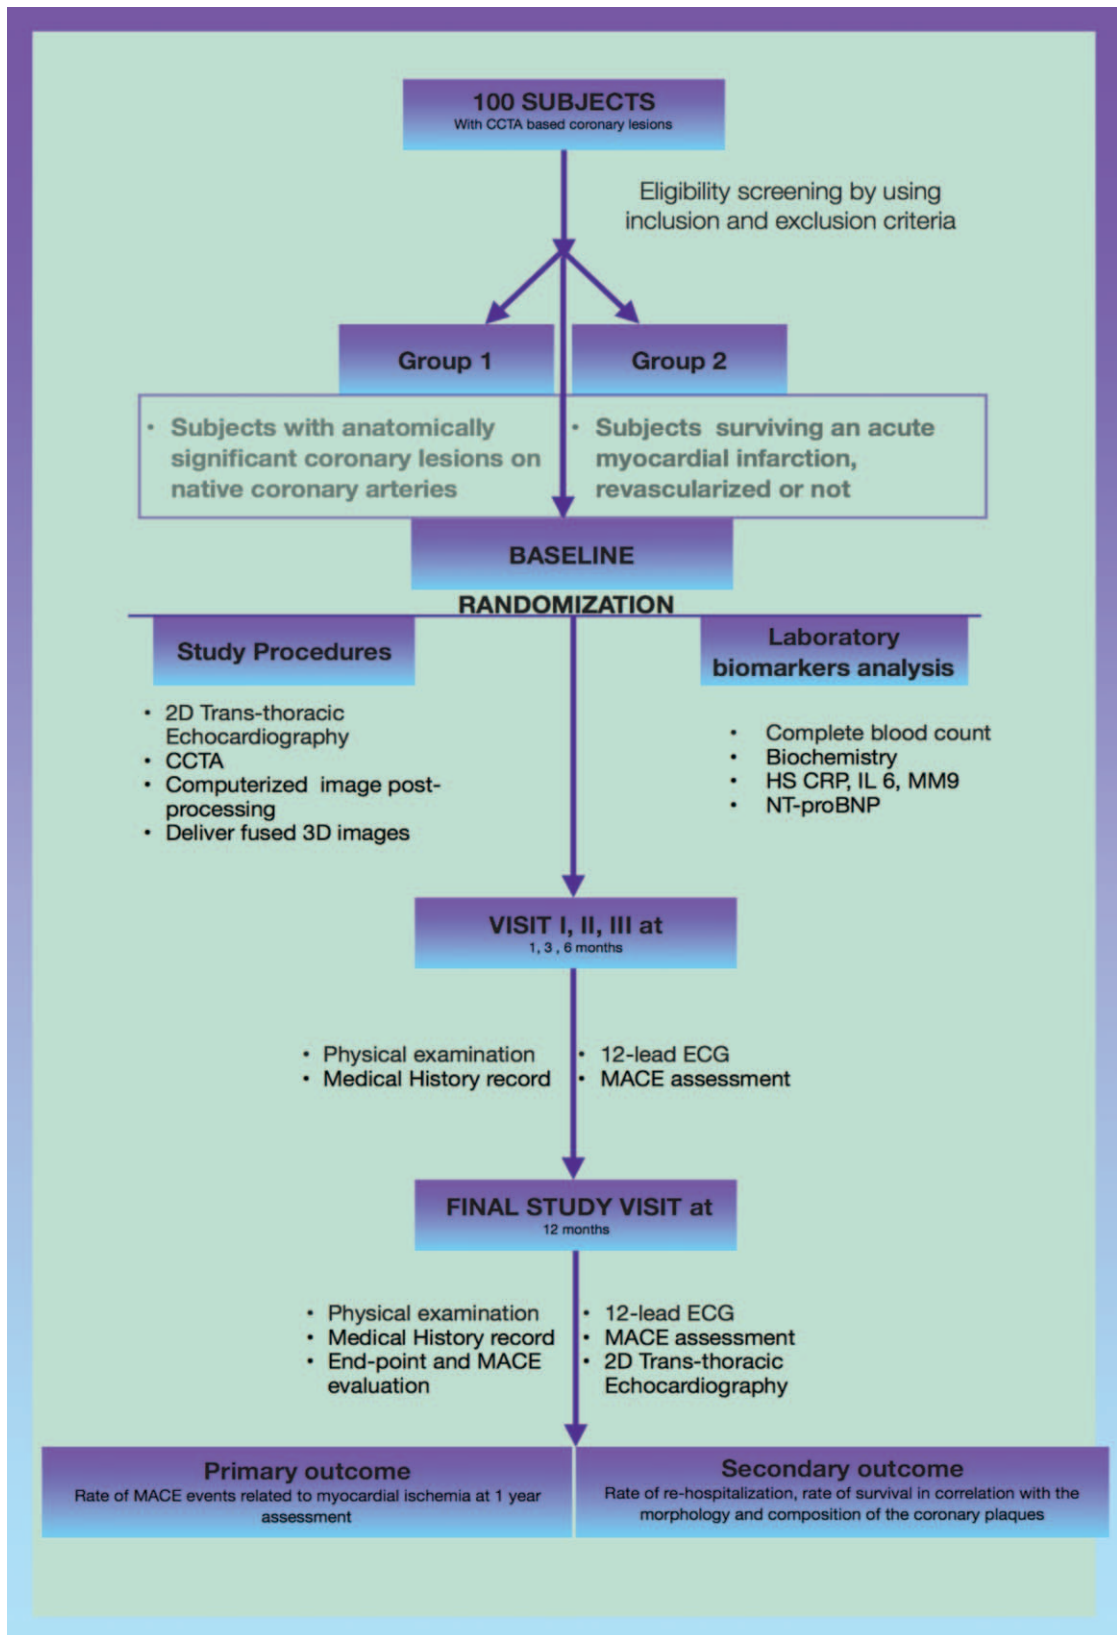 100 SUBJECTS
With CCTA based coronary lesions
Eligibility screening by using
inclusion and exclusion criteria
Group 1
Group 2
• Subjects with anatomically
significant coronary lesions on
native coronary arteries
• Subjects surviving an acute
myocardial infarction,
revascularized or not
BASELINE
RANDOMIZATION
Study Procedures
• 2D Trans-thoracic
Echocardiography
• CCTA
• Computerized image post-
processing
• Deliver fused 3D images
Laboratory
biomarkers analysis
• Complete blood count
• Biochemistry
• HS CRP, IL 6, MM9
• NT-proBNP
VISIT I, II, III at
1, 3 , 6 months
• Physical examination
• Medical History record
• 12-lead ECG
• MACE assessment
FINAL STUDY VISIT at
12 months
• Physical examination
• Medical History record
• End-point and MACE
evaluation
• 12-lead ECG
• MACE assessment
• 2D Trans-thoracic
Echocardiography
Primary outcome
Rate of MACE events related to myocardial ischemia at 1 year
assessment
Secondary outcome
Rate of re-hospitalization, rate of survival in correlation with the
morphology and composition of the coronary plaques